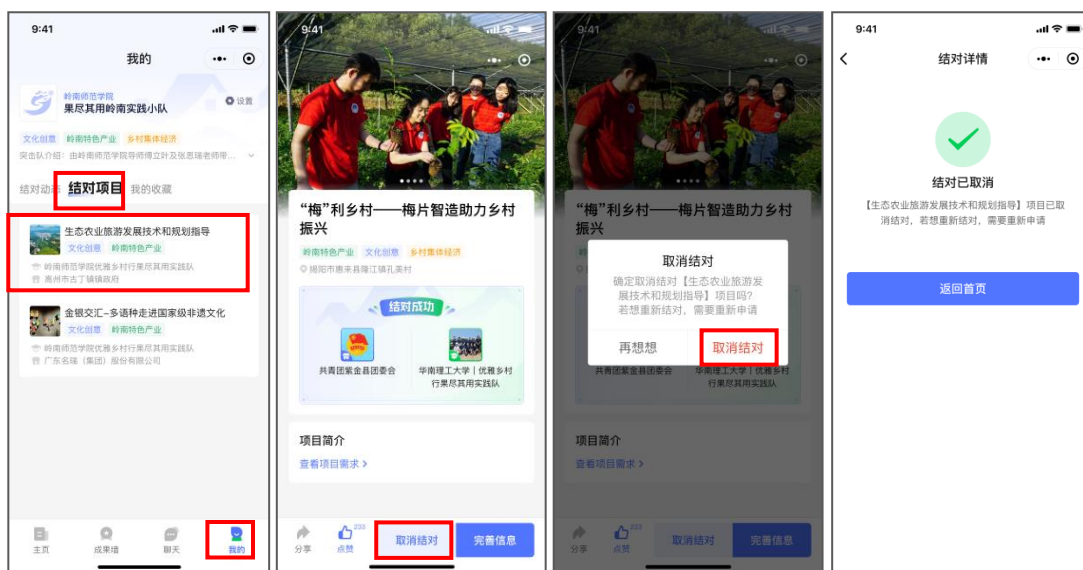 9:41
我的
岭南师范学院
果尽其用岭南实践小队
设置
文化创意 岭南特色产业 乡村集体经济
突击队介绍：由岭南师范学院导师傅立叶及张思瑞老师带...
结对动态 结对项目 我的收藏
生态农业旅游发展技术和规划指导
文化创意 岭南特色产业
岭南师范学院优雅乡村行果尽其用实践队
高州市古丁镇镇政府
金银交汇-多语种走进国家级非遗文化
文化创意 岭南特色产业
岭南师范学院优雅乡村行果尽其用实践队
广东名瑞（集团）股份有限公司
主页 成果墙 聊天 我的
9:41
“梅”利乡村——梅片智造助力乡村
振兴
岭南特色产业 文化创意 乡村集体经济
绵阳市惠来县隆江镇孔美村
结对成功
共青团紫金县团委会
华南理工大学｜优雅乡村
行果尽其用实践队
项目简介
查看项目需求
分享 点赞 233 取消结对 完善信息
9:41
“梅”利乡村——梅片智造助力乡村
振兴
取消结对
确定取消结对【生态农业旅游发
展技术和规划指导】项目吗？
若想重新结对，需要重新申请
再想想 取消结对
共青团紫金县团委会
华南理工大学｜优雅乡村
行果尽其用实践队
项目简介
查看项目需求
分享 点赞 233 取消结对 完善信息
9:41
结对详情
结对已取消
【生态农业旅游发展技术和规划指导】项目已取
消结对，若想重新结对，需要重新申请
返回首页